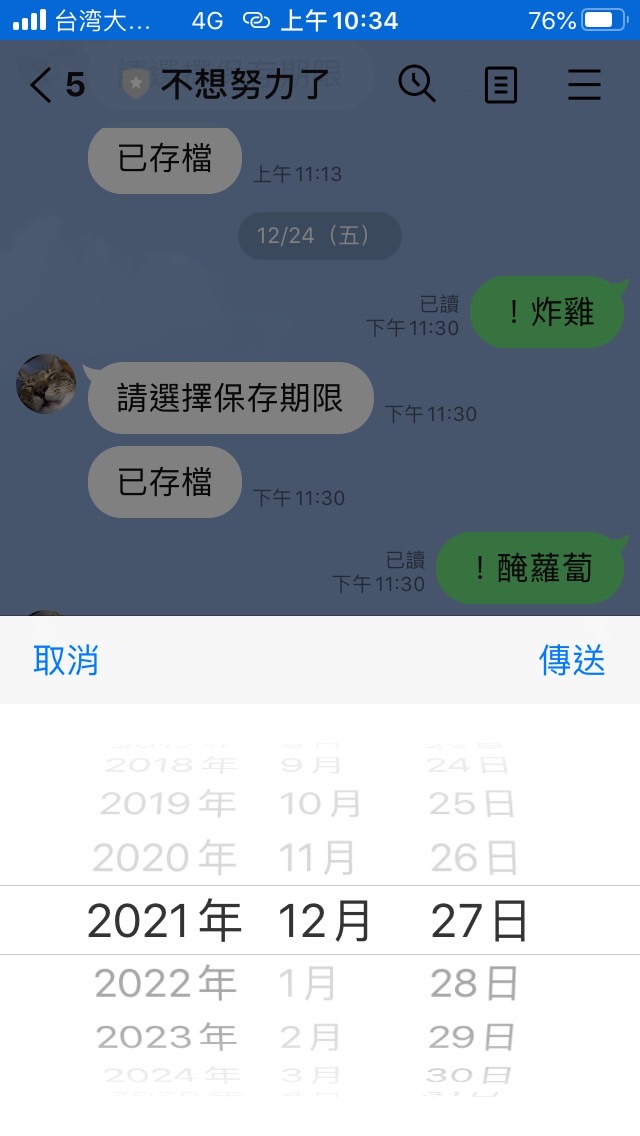 台湾大... 4G 上午10:34 76%
5 不想努力了
已存檔
上午11:13
12/24（五）
已讀
下午11:30
！炸雞
請選擇保存期限
下午11:30
已存檔
下午11:30
已讀
下午11:30
！醃蘿蔔
取消 傳送
2018年 9月 24日
2019年 10月 25日
2020年 11月 26日
2021年 12月 27日
2022年 1月 28日
2023年 2月 29日
2024年 3月 30日